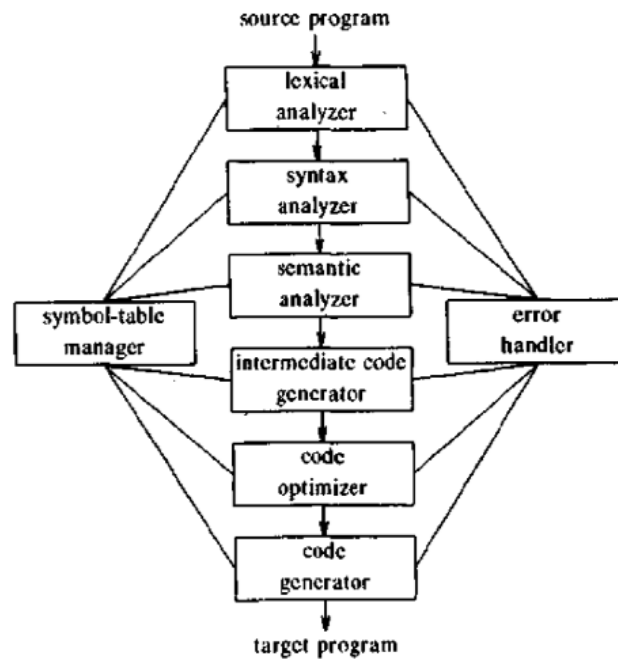 source program
lexical
analyzer
syntax
analyzer
semantic
analyzer
symbol-table
manager
error
handler
intermediate code
generator
code
optimizer
code
generator
target program